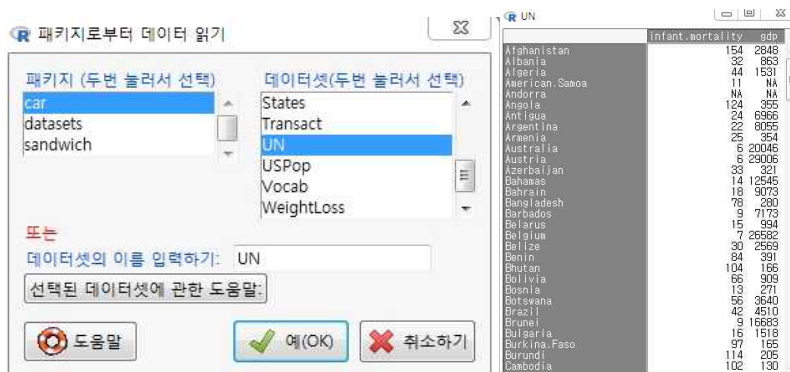 패키지로부터 데이터 읽기
패키지 (두번 눌러서 선택)
car
datasets
sandwich
데이터셋(두번 눌러서 선택)
States
Transact
UN
USPop
Vocab
WeightLoss
또는
데이터셋의 이름 입력하기: UN
선택된 데이터셋에 관한 도움말:
도움말
예(OK)
취소하기
UN
infant.mortality gdp
Afghanistan 154 2848
Albania 32 863
Algeria 44 1531
American.Samoa 11 NA
Andorra NA NA
Angola 124 355
Antigua 24 6966
Argentina 22 8055
Armenia 25 354
Australia 6 20046
Austria 6 29006
Azerbaijan 33 321
Bahamas 14 12545
Bahrain 18 9073
Bangladesh 78 280
Barbados 9 7173
Belarus 15 994
Belgium 7 26582
Belize 30 2569
Benin 84 391
Bhutan 104 166
Bolivia 66 909
Bosnia 13 271
Botswana 56 3640
Brazil 42 4510
Brunei 9 16683
Bulgaria 16 1518
Burkina.Faso 97 165
Burundi 114 205
Cambodia 102 130